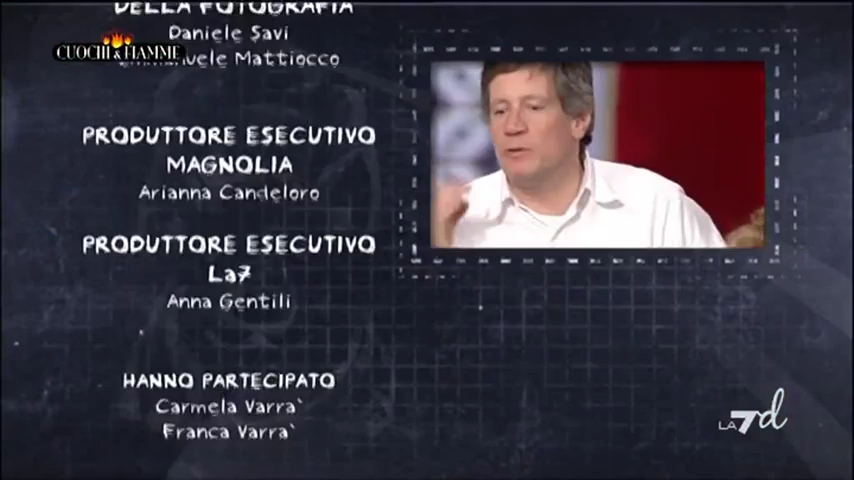 DELLA FOTOGRAFIA
Daniele Savi
CUOCHI & FIAMME
Mattiocco
PRODUTTORE ESECUTIVO
MAGNOLIA
Arianna Candeloro
PRODUTTORE ESECUTIVO
La7
Anna Gentili
HANNO PARTECIPATO
Carmela Varra`
Franca Varra`
LA7d